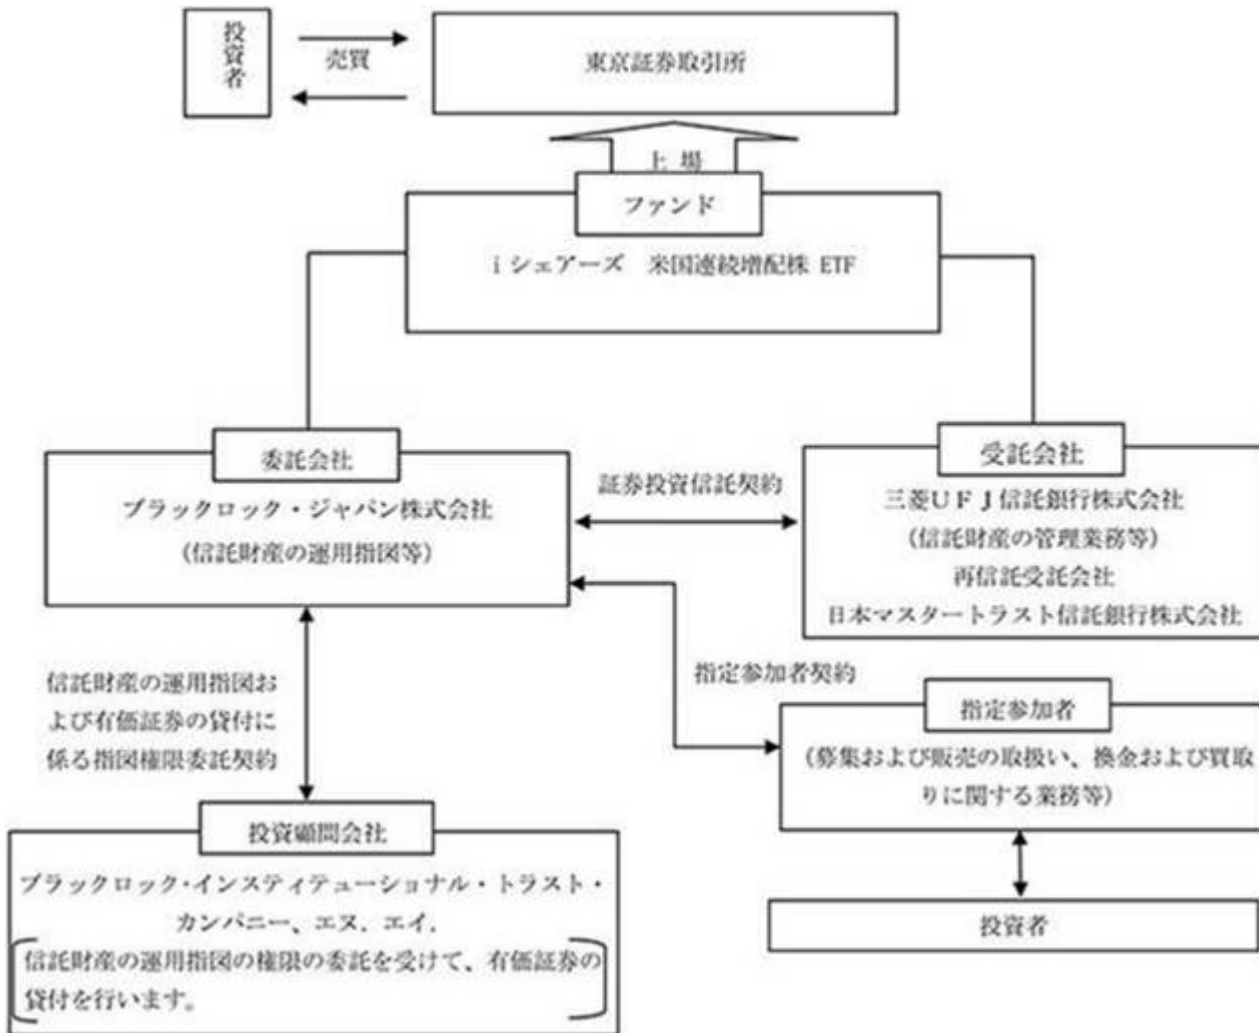 投資者
売買
東京証券取引所
上 場
ファンド
iシェアーズ 米国連続増配株 ETF
委託会社
ブラックロック・ジャパン株式会社
(信託財産の運用指図等)
証券投資信託契約
受託会社
三菱UFJ信託銀行株式会社
(信託財産の管理業務等)
再信託受託会社
日本マスタートラスト信託銀行株式会社
信託財産の運用指図お
よび有価証券の貸付に
係る指図権限委託契約
指定参加者契約
指定参加者
(募集および販売の取扱い、換金および買取
りに関する業務等)
投資顧問会社
ブラックロック・インスティテューショナル・トラスト・
カンパニー、エヌ.エイ.
信託財産の運用指図の権限の委託を受けて、有価証券の
貸付を行います。
投資者